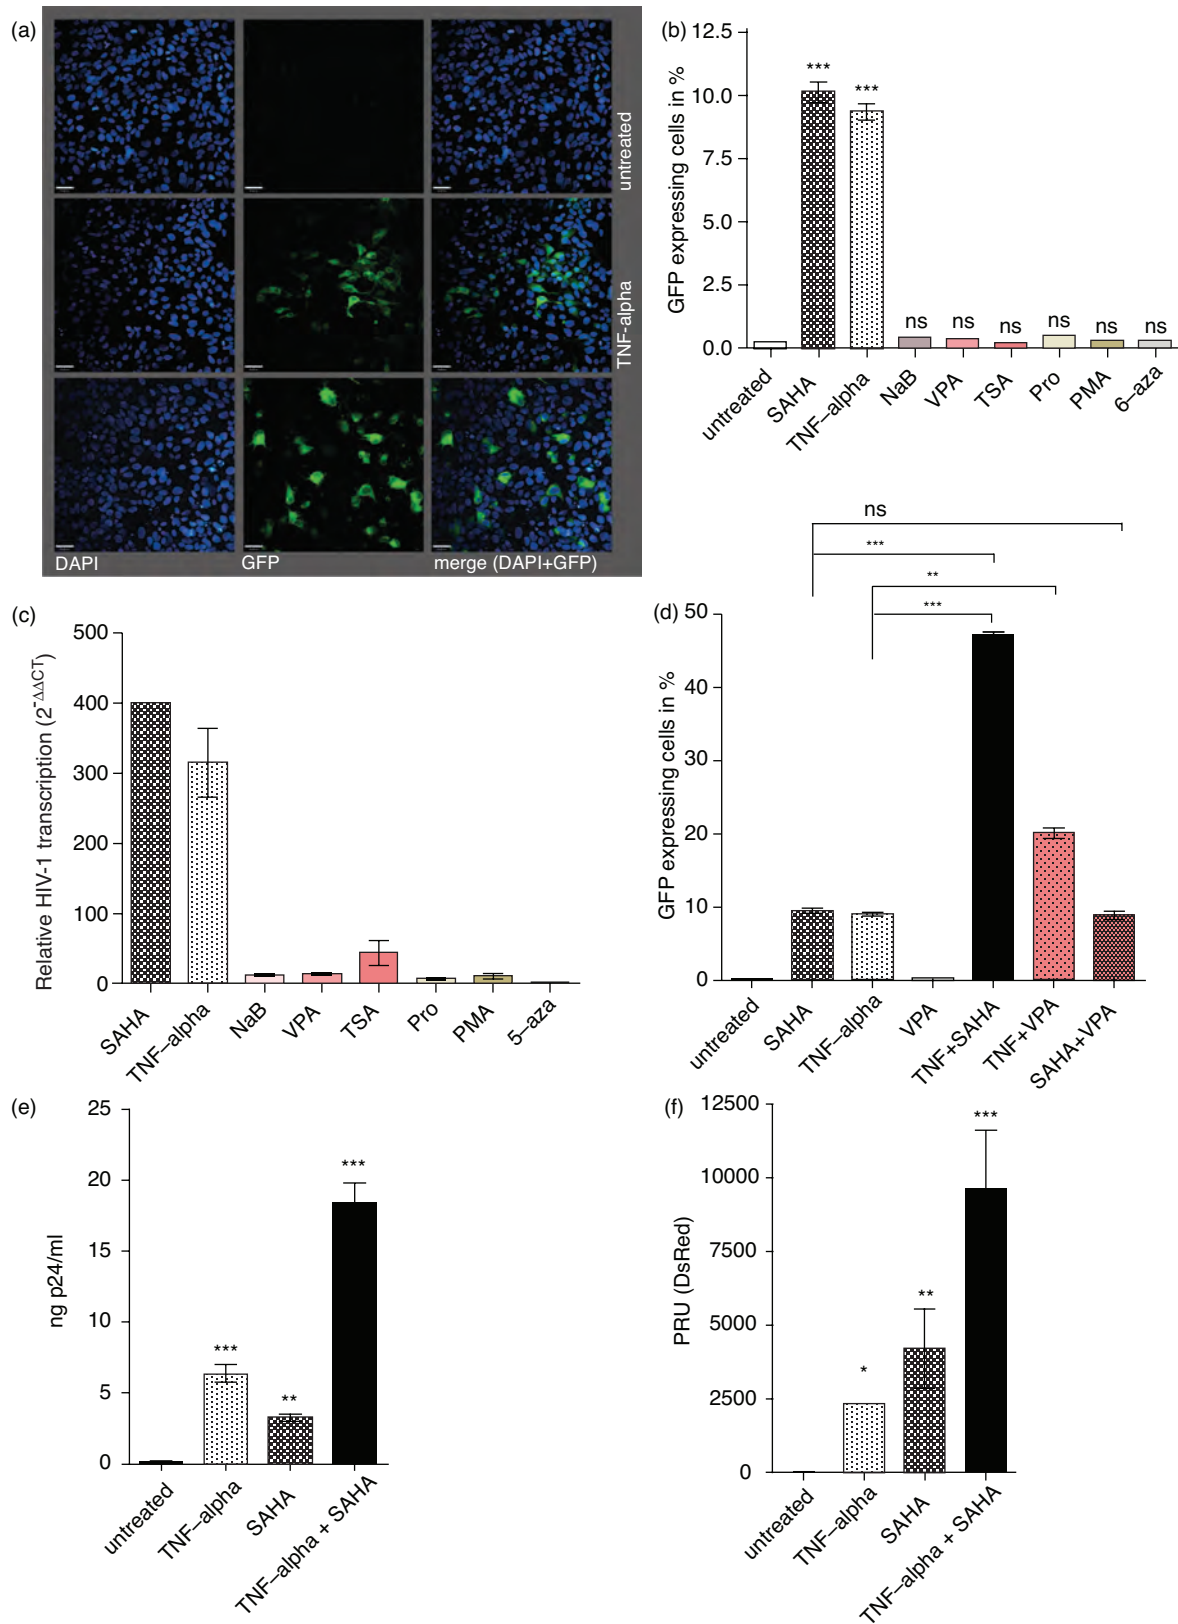 (a)
untreated
TNF-alpha
DAPI
GFP
merge (DAPI+GFP)
(b)
GFP expressing cells in %
12.5
10.0
7.5
5.0
2.5
0.0
***
***
ns
ns
ns
ns
ns
ns
untreated
SAHA
TNF–alpha
NaB
VPA
TSA
Pro
PMA
6–aza
(c)
Relative HIV-1 transcription (2-ΔΔCT)
500
400
300
200
100
0
SAHA
TNF–alpha
NaB
VPA
TSA
Pro
PMA
5–aza
(d)
GFP expressing cells in %
ns
***
**
***
50
40
30
20
10
0
untreated
SAHA
TNF–alpha
VPA
TNF+SAHA
TNF+VPA
SAHA+VPA
(e)
ng p24/ml
25
20
15
10
5
0
***
**
***
untreated
TNF–alpha
SAHA
TNF–alpha + SAHA
(f)
PRU (DsRed)
12500
10000
7500
5000
2500
0
*
**
***
untreated
TNF–alpha
SAHA
TNF–alpha + SAHA